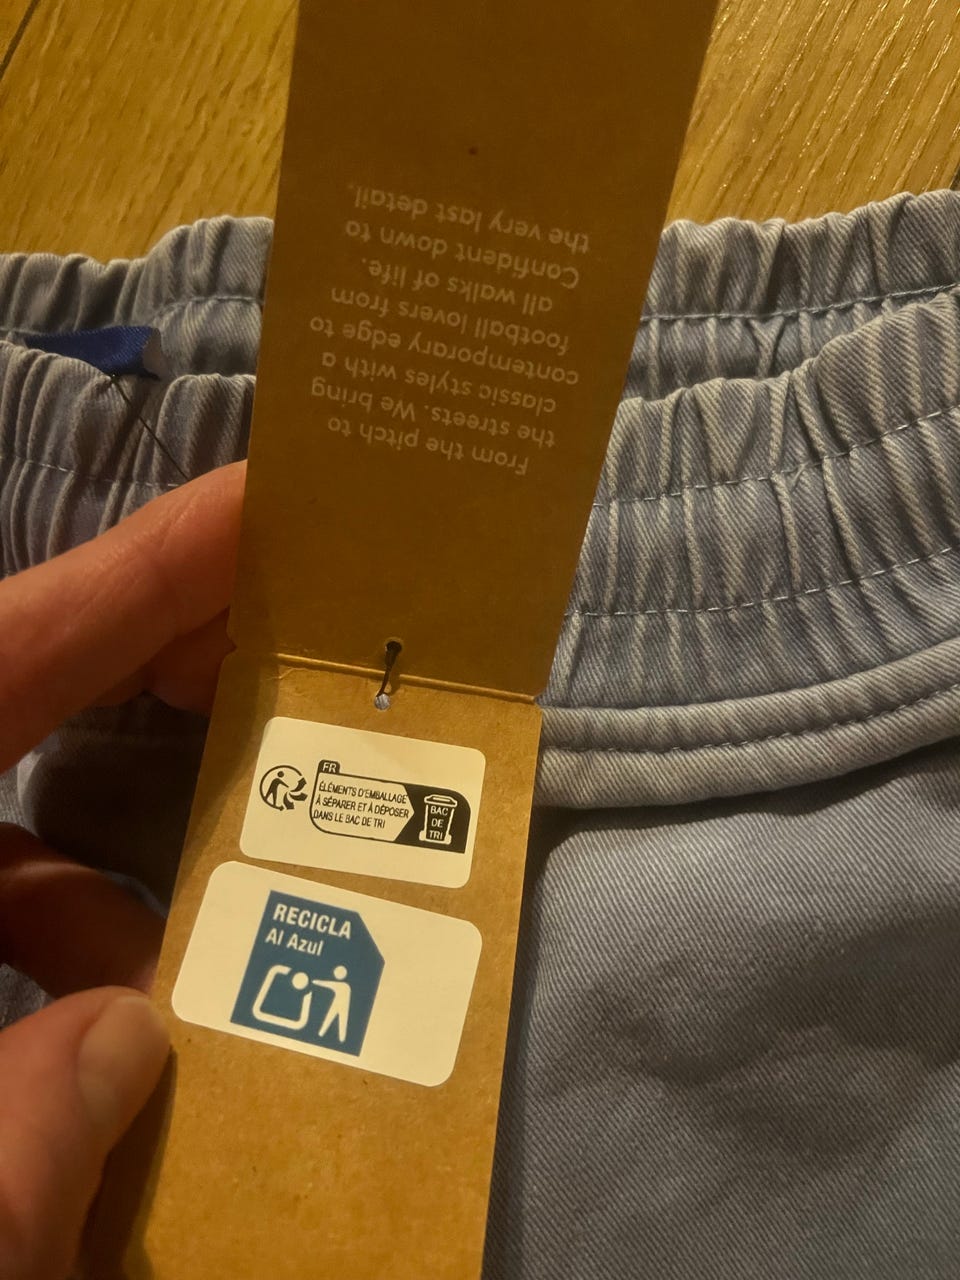 From the pitch to
the streets. We bring
classic styles with a
contemporary edge to
football lovers from
all walks of life.
Confident down to
the very last detail.
FR
ÉLÉMENTS D'EMBALLAGE
À SÉPARER ET À DÉPOSER
DANS LE BAC DE TRI
BAC
DE
TRI
RECICLA
Al Azul